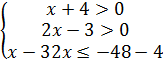 x + 4 > 0
2x − 3 > 0
x − 32x ≤ −48 − 4